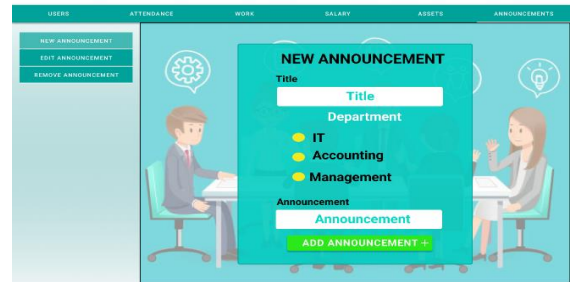 USERS ATTENDANCE WORK SALARY ASSETS ANNOUNCEMENTS
NEW ANNOUNCEMENT
EDIT ANNOUNCEMENT
REMOVE ANNOUNCEMENT
NEW ANNOUNCEMENT
Title
Title
Department
IT
Accounting
Management
Announcement
Announcement
ADD ANNOUNCEMENT +